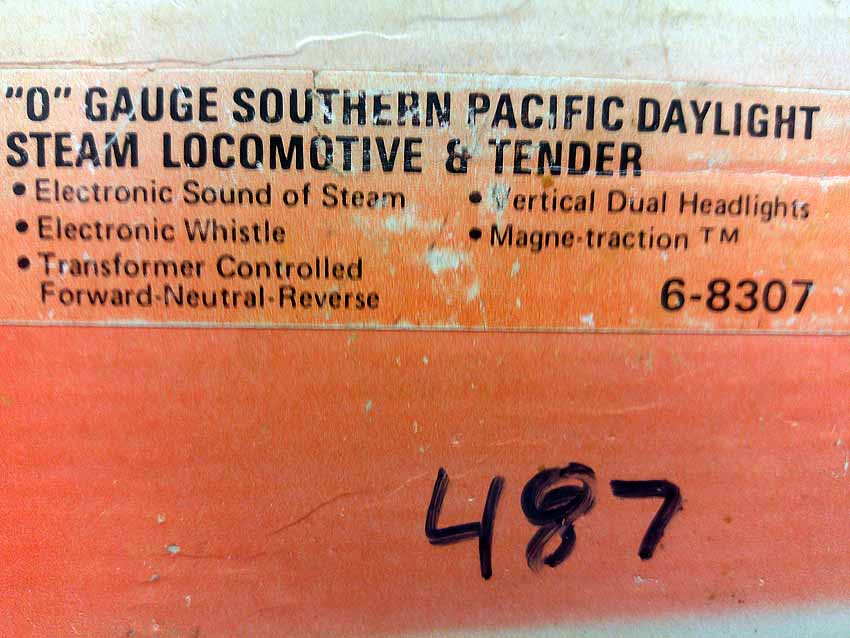 "O" GAUGE SOUTHERN PACIFIC DAYLIGHT
STEAM LOCOMOTIVE & TENDER
• Electronic Sound of Steam
• Electronic Whistle
• Transformer Controlled
Forward-Neutral-Reverse
• Vertical Dual Headlights
• Magne-traction TM
6-8307
487